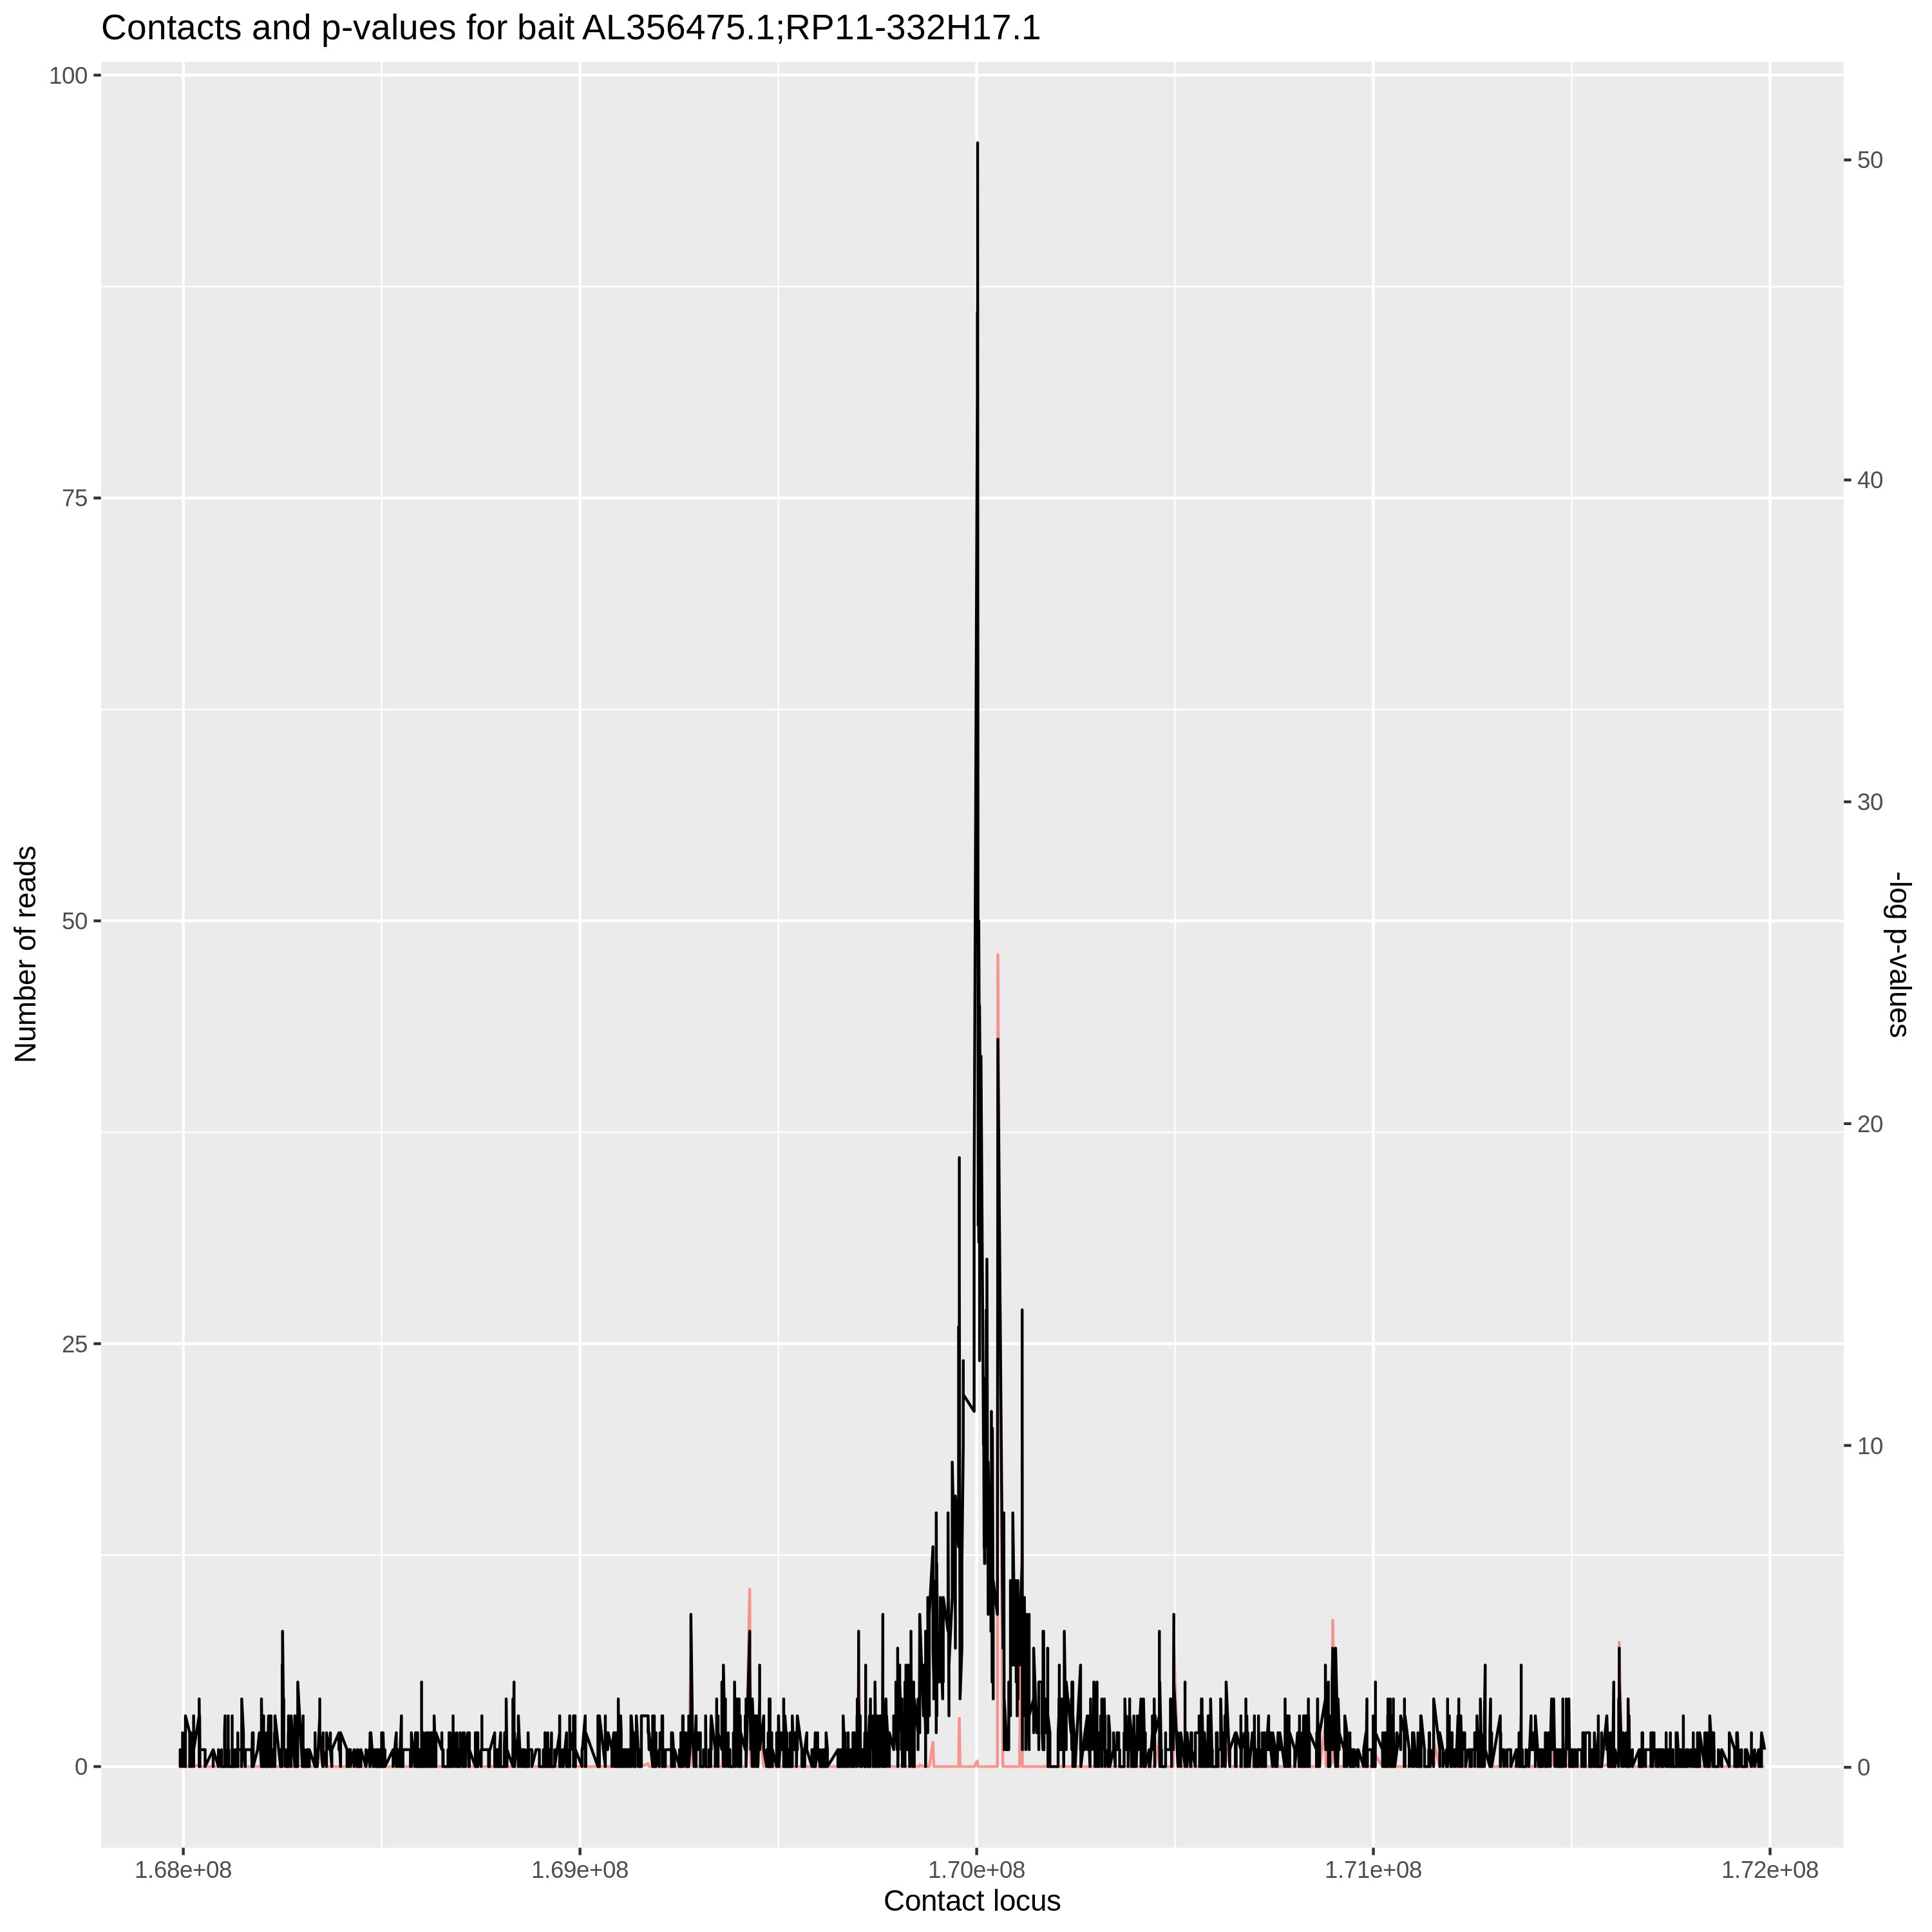 Contacts and p-values for bait AL356475.1;RP11-332H17.1
100
75
50
25
0
Number of reads
50
40
30
20
10
0
-log p-values
1.68e+08
1.69e+08
1.70e+08
1.71e+08
1.72e+08
Contact locus